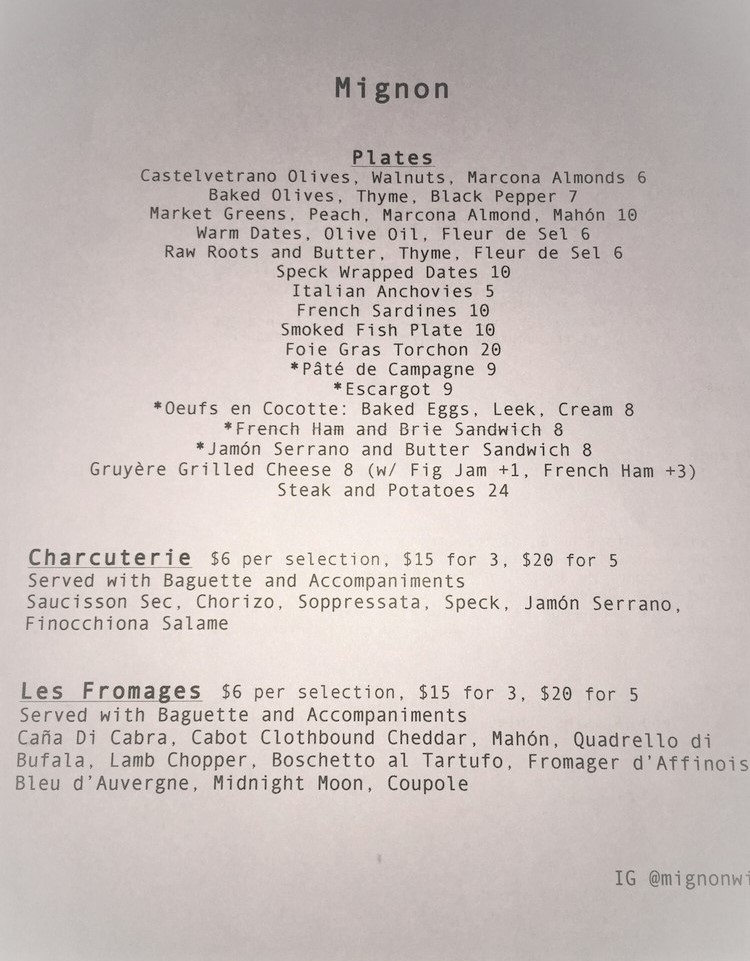 Mignon
Plates
Castelvetrano Olives, Walnuts, Marcona Almonds 6
Baked Olives, Thyme, Black Pepper 7
Market Greens, Peach, Marcona Almond, Mahón 10
Warm Dates, Olive Oil, Fleur de Sel 6
Raw Roots and Butter, Thyme, Fleur de Sel 6
Speck Wrapped Dates 10
Italian Anchovies 5
French Sardines 10
Smoked Fish Plate 10
Foie Gras Torchon 20
*Pâté de Campagne 9
*Escargot 9
*Oeufs en Cocotte: Baked Eggs, Leek, Cream 8
*French Ham and Brie Sandwich 8
*Jamón Serrano and Butter Sandwich 8
Gruyère Grilled Cheese 8 (w/ Fig Jam +1, French Ham +3)
Steak and Potatoes 24
Charcuterie $6 per selection, $15 for 3, $20 for 5
Served with Baguette and Accompaniments
Saucisson Sec, Chorizo, Soppressata, Speck, Jamón Serrano,
Finocchiona Salame
Les Fromages $6 per selection, $15 for 3, $20 for 5
Served with Baguette and Accompaniments
Caña Di Cabra, Cabot Clothbound Cheddar, Mahón, Quadrello di
Bufala, Lamb Chopper, Boschetto al Tartufo, Fromager d'Affinois
Bleu d'Auvergne, Midnight Moon, Coupole
IG @mignonwi